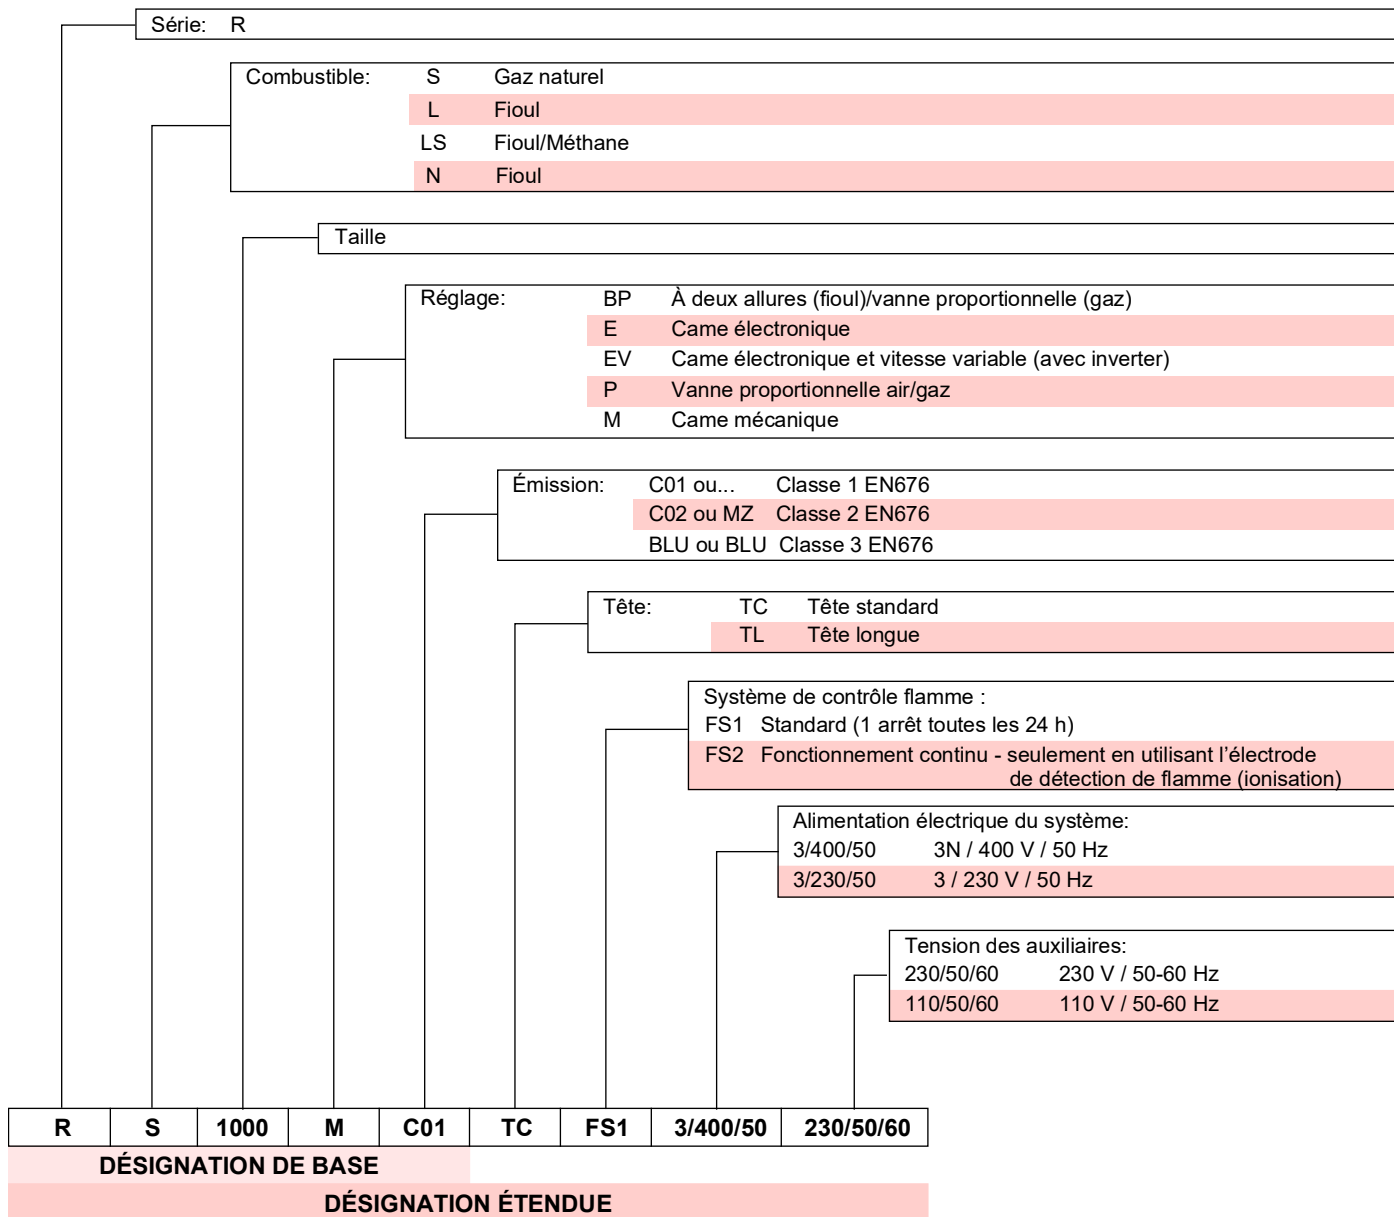 Série: R
Combustible: S Gaz naturel
L Fioul
LS Fioul/Méthane
N Fioul
Taille
Réglage: BP À deux allures (fioul)/vanne proportionnelle (gaz)
E Came électronique
EV Came électronique et vitesse variable (avec inverter)
P Vanne proportionnelle air/gaz
M Came mécanique
Émission: C01 ou... Classe 1 EN676
C02 ou MZ Classe 2 EN676
BLU ou BLU Classe 3 EN676
Tête: TC Tête standard
TL Tête longue
Système de contrôle flamme :
FS1 Standard (1 arrêt toutes les 24 h)
FS2 Fonctionnement continu - seulement en utilisant l’électrode
de détection de flamme (ionisation)
Alimentation électrique du système:
3/400/50 3N / 400 V / 50 Hz
3/230/50 3 / 230 V / 50 Hz
Tension des auxiliaires:
230/50/60 230 V / 50-60 Hz
110/50/60 110 V / 50-60 Hz
R S 1000 M C01 TC FS1 3/400/50 230/50/60
DÉSIGNATION DE BASE
DÉSIGNATION ÉTENDUE